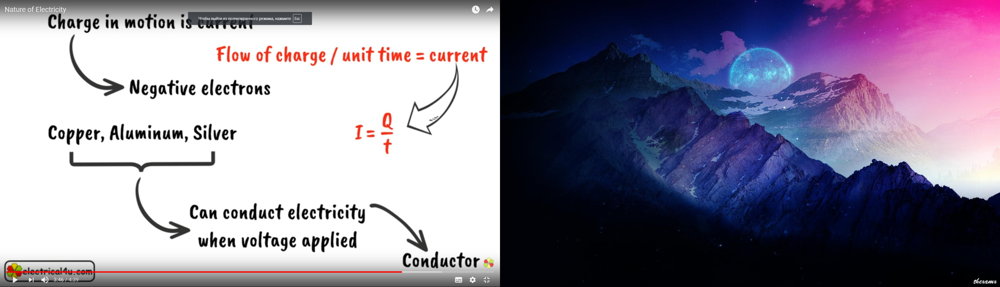 Nature of Electricity
Charge in motion is current
Чтобы выйти из полноэкранного режима, нажмите Esc
Flow of charge / unit time = current
Negative electrons
I = Q
t
Copper, Aluminum, Silver
Can conduct electricity
when voltage applied
Conductor
electrical4u.com
3:46 / 4:39
thexamx